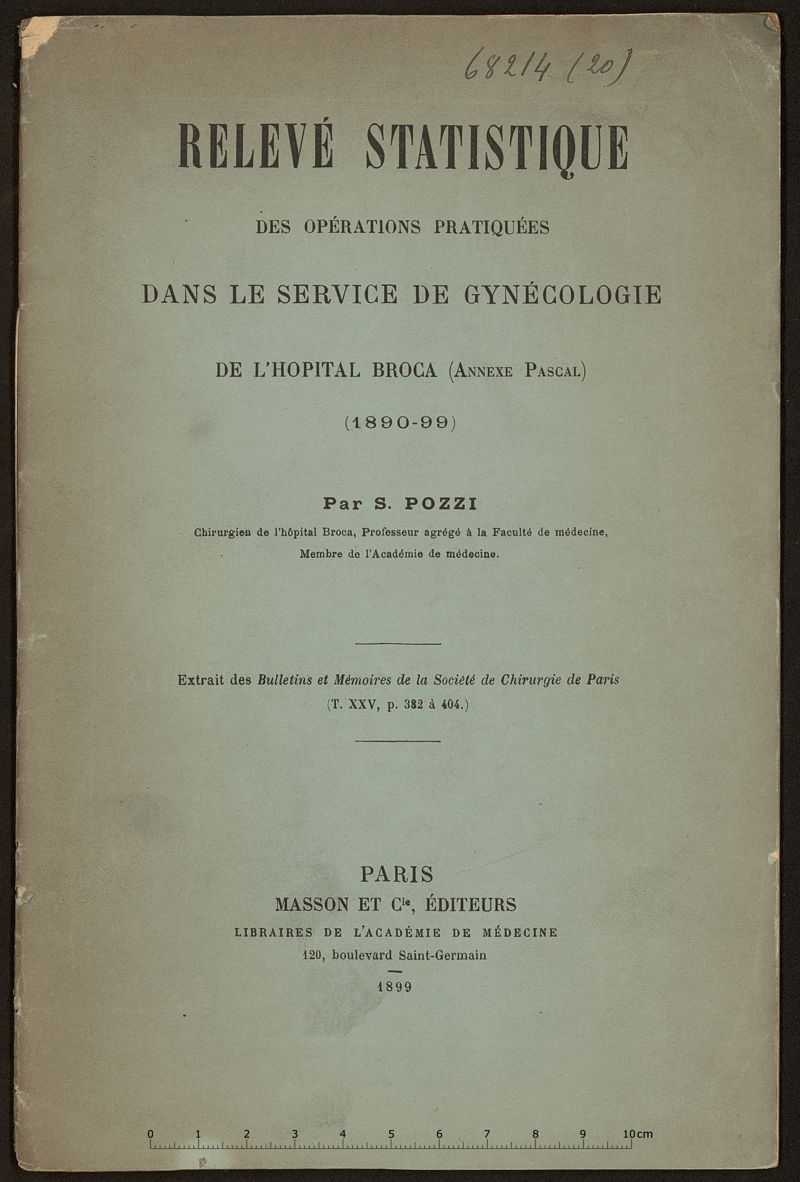 68214 (20)
RELEVÉ STATISTIQUE
DES OPÉRATIONS PRATIQUÉES
DANS LE SERVICE DE GYNÉCOLOGIE
DE L'HOPITAL BROCA (ANNEXE PASCAL)
(1890-99)
Par S. POZZI
Chirurgien de l'hôpital Broca, Professeur agrégé à la Faculté de médecine,
Membre de l'Académie de médecine.
Extrait des Bulletins et Mémoires de la Société de Chirurgie de Paris
(T. XXV, p. 382 à 404.)
PARIS
MASSON ET Cie, ÉDITEURS
LIBRAIRES DE L'ACADÉMIE DE MÉDECINE
120, boulevard Saint-Germain
1899
0 1 2 3 4 5 6 7 8 9 10 cm